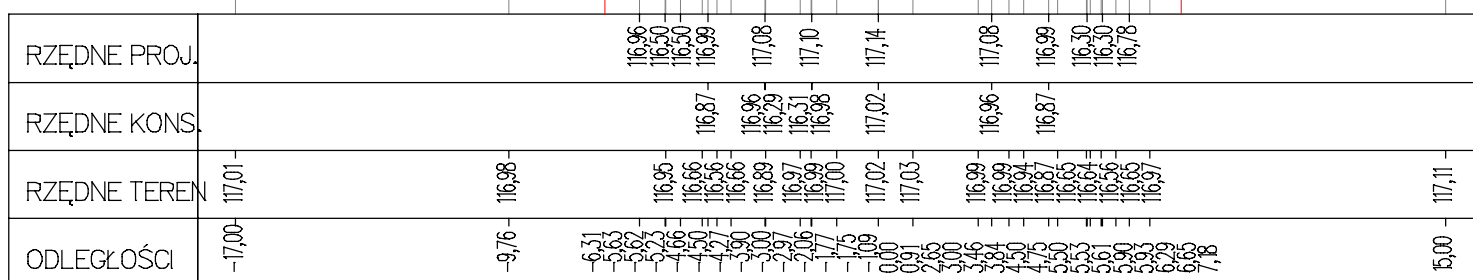 RZĘDNE PROJ. 116,96 116,50 116,50 116,99 117,08 117,10 117,14 117,08 116,99 116,30 116,30 116,78
RZĘDNE KONS. 116,87 116,96 116,29 116,31 116,98 117,02 116,96 116,87
RZĘDNE TEREN 117,01 116,98 116,95 116,66 116,56 116,66 116,89 116,97 116,99 117,00 117,02 117,03 116,99 116,99 116,94 116,87 116,65 116,64 116,56 116,65 116,97 117,11
ODLEGŁOŚCI -17,00 -9,76 -6,31 -5,63 -5,62 -5,23 -4,66 -4,50 -4,27 -3,90 -3,00 -2,97 -2,06 -1,77 -1,75 -1,09 0,00 0,91 2,65 3,00 3,46 3,84 4,50 4,75 5,50 5,53 5,61 5,90 5,93 6,29 6,65 7,18 15,00